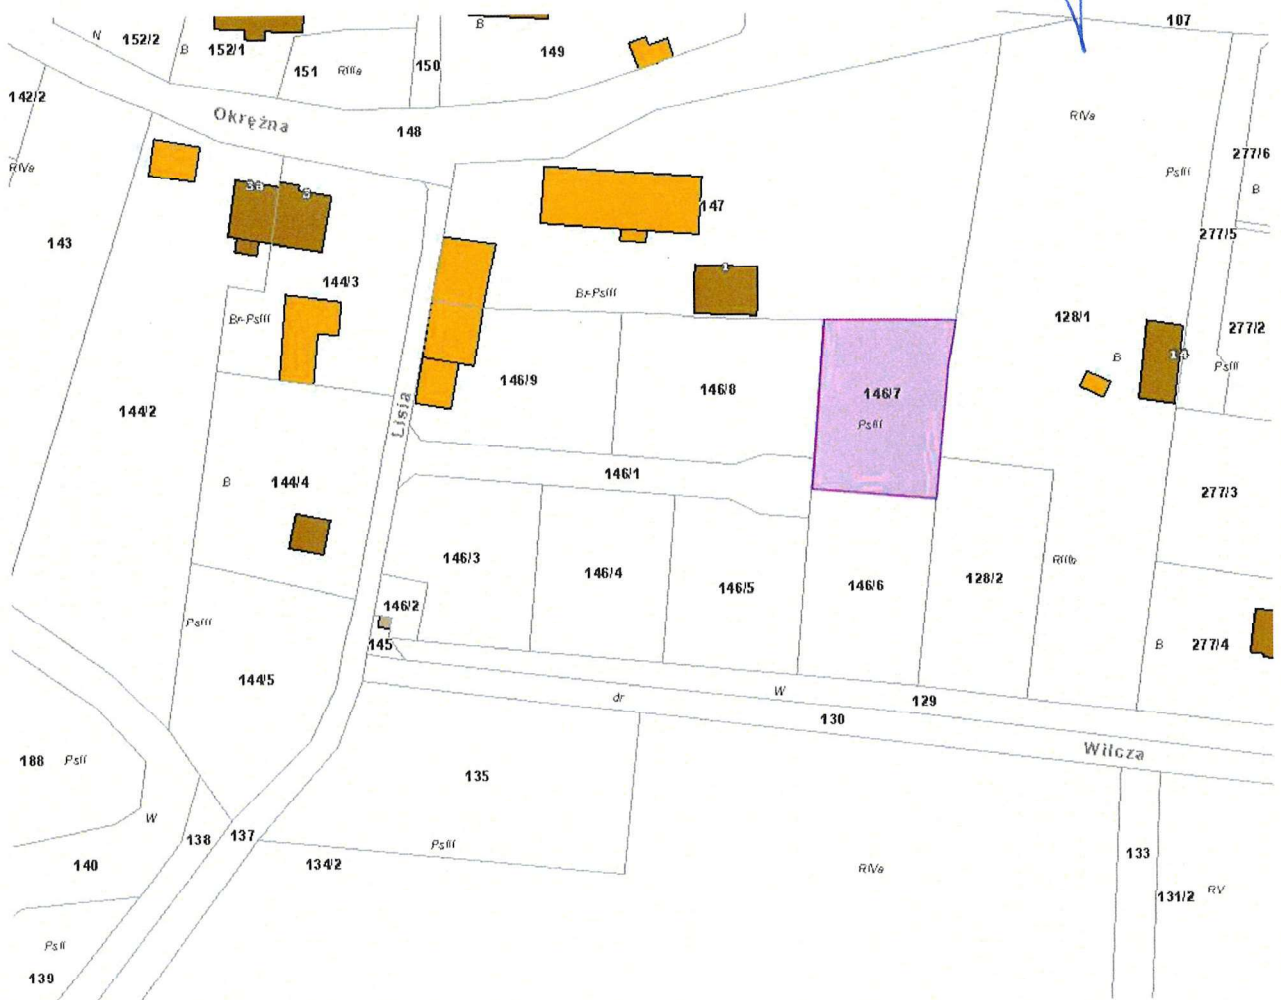 107
N
152/2
B
152/1
151
RIIIa
150
B
149
142/2
Okrężna
148
RIVa
RIVa
277/6
PsIII
B
3a
3
147
143
277/5
144/3
Br-PsIII
1
Br-PsIII
128/1
277/2
B
14
PsIII
146/9
146/8
146/7
PsIII
144/2
Lisia
146/1
B
144/4
277/3
146/3
146/4
146/5
146/6
128/2
RIIIb
146/2
PsIII
145
B
277/4
144/5
dr
W
129
130
Wilcza
188
PsII
135
W
138
137
PsIII
134/2
140
RIVa
133
131/2
RV
PsII
139